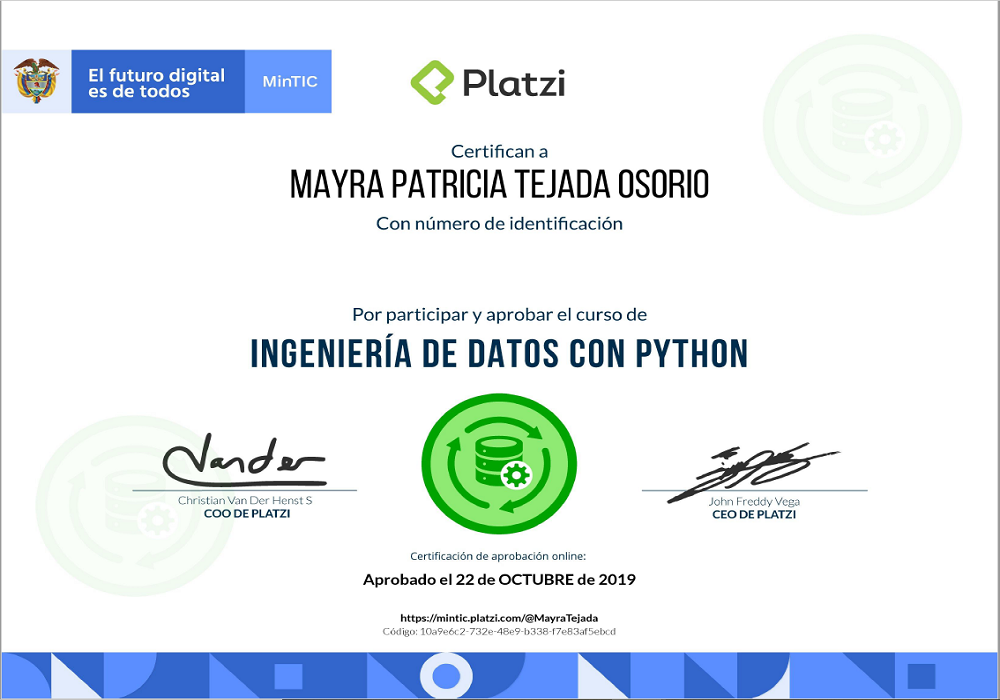 El futuro digital
es de todos
MinTIC
Platzi
Certifican a
MAYRA PATRICIA TEJADA OSORIO
Con número de identificación
Por participar y aprobar el curso de
INGENIERÍA DE DATOS CON PYTHON
Vander
Christian Van Der Henst S
COO DE PLATZI
John Freddy Vega
CEO DE PLATZI
Certificación de aprobación online:
Aprobado el 22 de OCTUBRE de 2019
https://mintic.platzi.com/@MayraTejada
Código: 10a9e6c2-732e-48e9-b338-f7e83af5ebcd